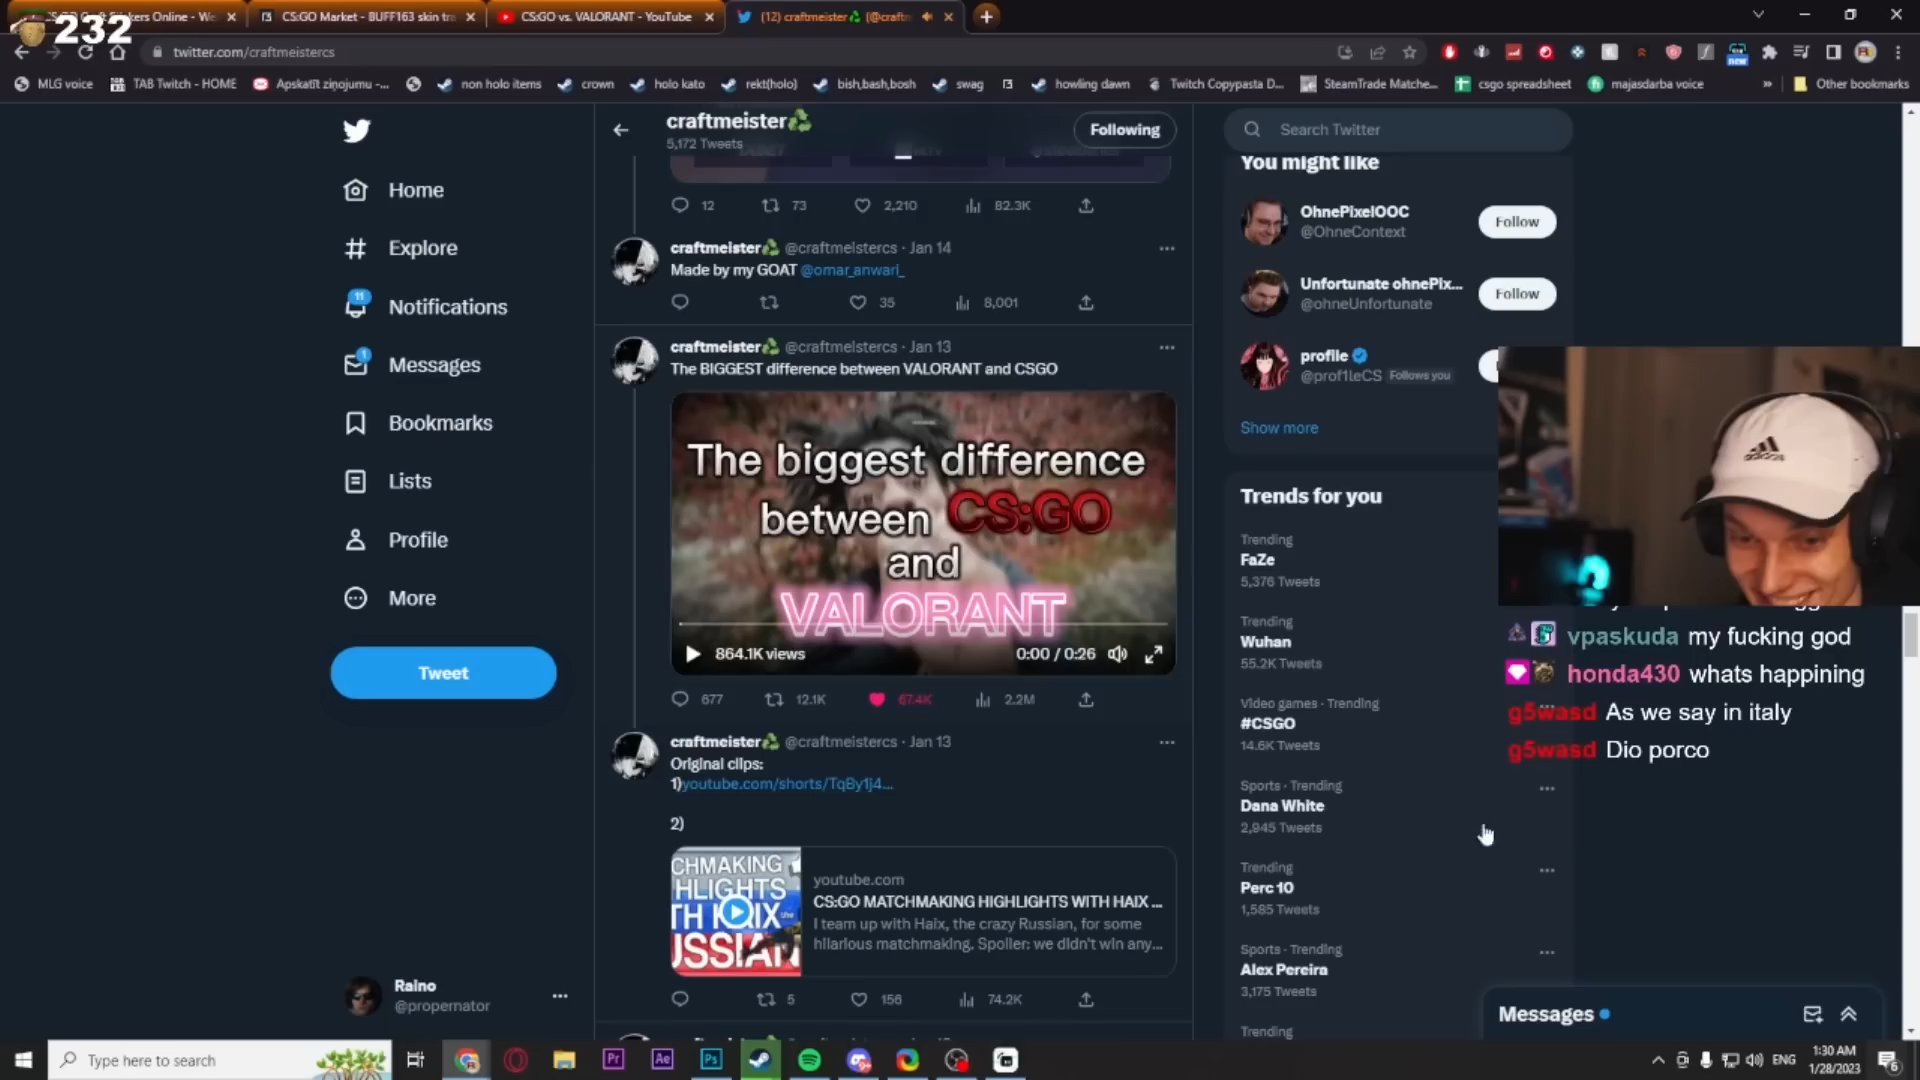 232
CS:GO Market - BUFF163 skin tr
CS:GO vs. VALORANT - YouTube
(12) craftmeister
twitter.com/craftmeistercs
MLG voice
TAB Twitch - HOME
Apskatīt ziņojumu -...
non holo items
crown
holo kato
rekt(holo)
bish,bash,bosh
swag
howling dawn
Twitch Copypasta D...
SteamTrade Matche...
csgo spreadsheet
majasdarba voice
»
Other bookmarks
new
Home
Explore
11
Notifications
1
Messages
Bookmarks
Lists
Profile
More
Tweet
Raino
@propernator
craftmeister
5,172 Tweets
Following
12
73
2,210
82.3K
craftmeister @craftmeistercs · Jan 14
Made by my GOAT @omar_anwari_
35
8,001
craftmeister @craftmeistercs · Jan 13
The BIGGEST difference between VALORANT and CSGO
The biggest difference
between CS:GO
and
VALORANT
864.1K views
0:00 / 0:26
677
12.1K
67.4K
2.2M
craftmeister @craftmeistercs · Jan 13
Original clips:
1)youtube.com/shorts/TqBy1j4...
2)
CHMAKING
HLIGHTS
TH HAIX the
USSIAN
youtube.com
CS:GO MATCHMAKING HIGHLIGHTS WITH HAIX ...
I team up with Haix, the crazy Russian, for some
hilarious matchmaking. Spoiler: we didn't win any...
5
156
74.2K
Search Twitter
You might like
OhnePixelOOC
@OhneContext
Follow
Unfortunate ohnePix...
@ohneUnfortunate
Follow
profile
@prof1leCS Follows you
Show more
Trends for you
Trending
FaZe
5,376 Tweets
Trending
Wuhan
55.2K Tweets
Video games · Trending
#CSGO
14.6K Tweets
Sports · Trending
Dana White
2,945 Tweets
Trending
Perc 10
1,585 Tweets
Sports · Trending
Alex Pereira
3,175 Tweets
Trending
vpaskuda my fucking god
honda430 whats happining
g5wasd As we say in italy
g5wasd Dio porco
Messages
Type here to search
Pr
Ae
Ps
ENG
1:30 AM
1/28/2023
6